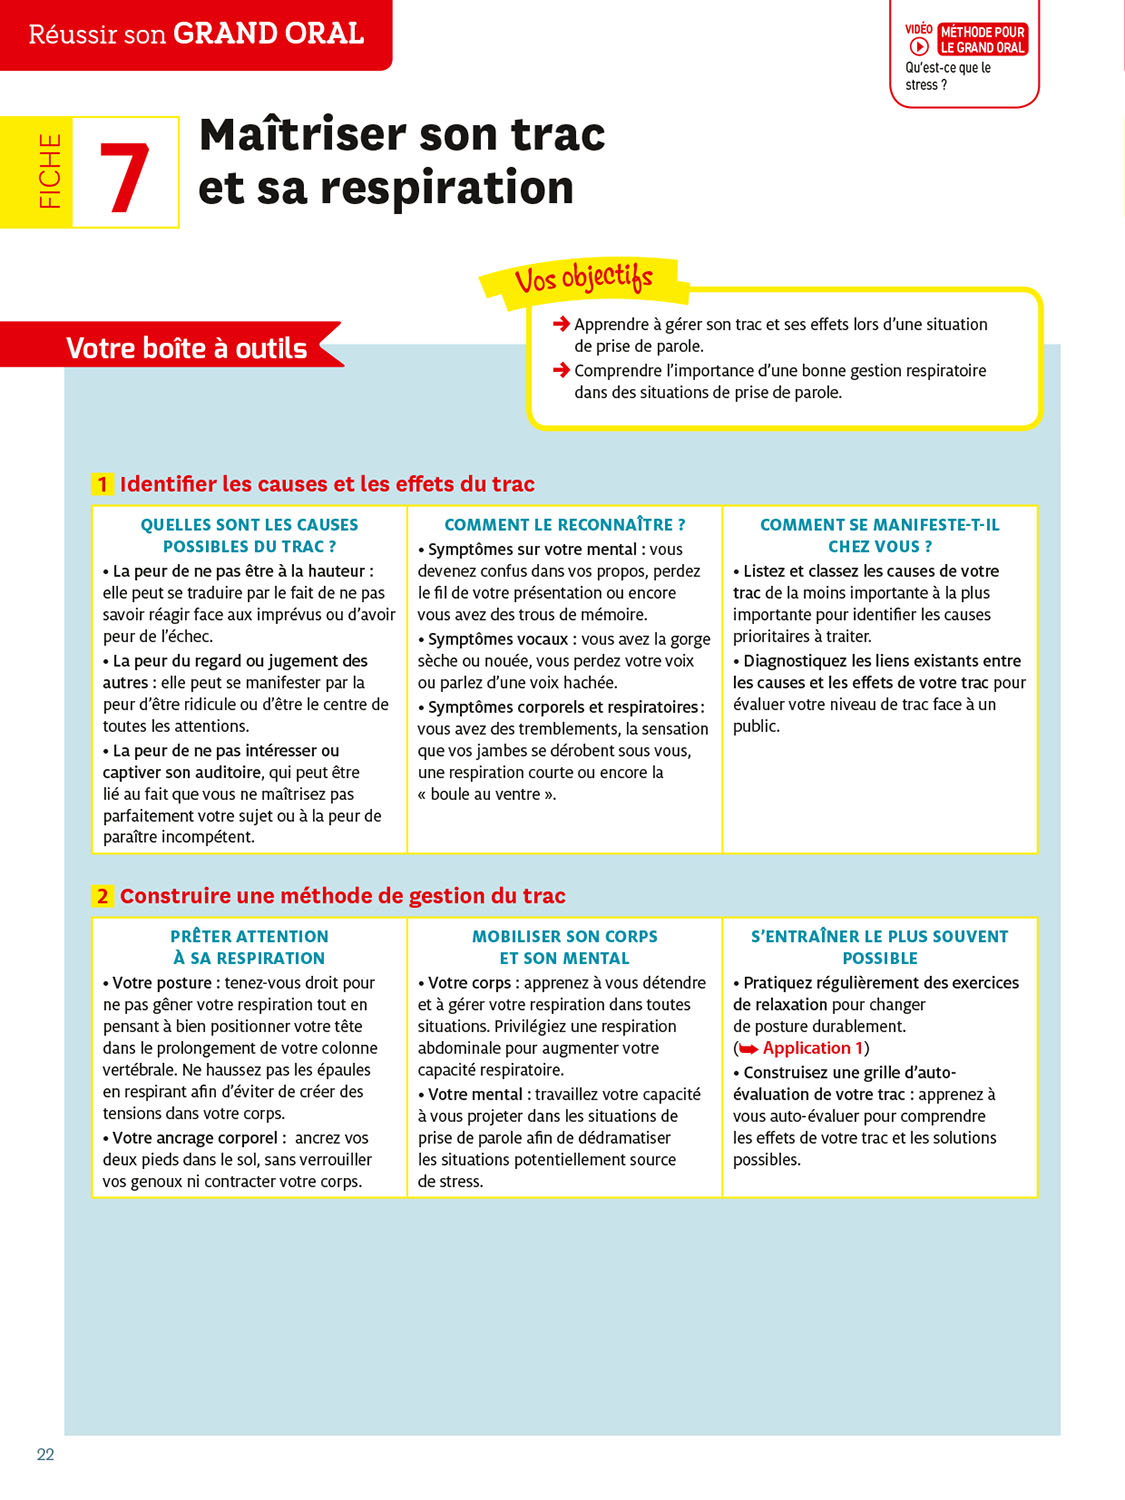 Réussir son GRAND ORAL
VIDÉO
MÉTHODE POUR
LE GRAND ORAL
Qu'est-ce que le
stress ?
FICHE
7
Maîtriser son trac
et sa respiration
Vos objectifs
➔ Apprendre à gérer son trac et ses effets lors d'une situation
de prise de parole.
➔ Comprendre l'importance d'une bonne gestion respiratoire
dans des situations de prise de parole.
Votre boîte à outils
1 Identifier les causes et les effets du trac
QUELLES SONT LES CAUSES
POSSIBLES DU TRAC ?
• La peur de ne pas être à la hauteur :
elle peut se traduire par le fait de ne pas
savoir réagir face aux imprévus ou d'avoir
peur de l'échec.
• La peur du regard ou jugement des
autres : elle peut se manifester par la
peur d'être ridicule ou d'être le centre de
toutes les attentions.
• La peur de ne pas intéresser ou
captiver son auditoire, qui peut être
lié au fait que vous ne maîtrisez pas
parfaitement votre sujet ou à la peur de
paraître incompétent.
COMMENT LE RECONNAÎTRE ?
• Symptômes sur votre mental : vous
devenez confus dans vos propos, perdez
le fil de votre présentation ou encore
vous avez des trous de mémoire.
• Symptômes vocaux : vous avez la gorge
sèche ou nouée, vous perdez votre voix
ou parlez d'une voix hachée.
• Symptômes corporels et respiratoires :
vous avez des tremblements, la sensation
que vos jambes se dérobent sous vous,
une respiration courte ou encore la
« boule au ventre ».
COMMENT SE MANIFESTE-T-IL
CHEZ VOUS ?
• Listez et classez les causes de votre
trac de la moins importante à la plus
importante pour identifier les causes
prioritaires à traiter.
• Diagnostiquez les liens existants entre
les causes et les effets de votre trac pour
évaluer votre niveau de trac face à un
public.
2 Construire une méthode de gestion du trac
PRÊTER ATTENTION
À SA RESPIRATION
• Votre posture : tenez-vous droit pour
ne pas gêner votre respiration tout en
pensant à bien positionner votre tête
dans le prolongement de votre colonne
vertébrale. Ne haussez pas les épaules
en respirant afin d'éviter de créer des
tensions dans votre corps.
• Votre ancrage corporel : ancrez vos
deux pieds dans le sol, sans verrouiller
vos genoux ni contracter votre corps.
MOBILISER SON CORPS
ET SON MENTAL
• Votre corps : apprenez à vous détendre
et à gérer votre respiration dans toutes
situations. Privilégiez une respiration
abdominale pour augmenter votre
capacité respiratoire.
• Votre mental : travaillez votre capacité
à vous projeter dans les situations de
prise de parole afin de dédramatiser
les situations potentiellement source
de stress.
S'ENTRAÎNER LE PLUS SOUVENT
POSSIBLE
• Pratiquez régulièrement des exercices
de relaxation pour changer
de posture durablement.
(➥ Application 1)
• Construisez une grille d'auto-
évaluation de votre trac : apprenez à
vous auto-évaluer pour comprendre
les effets de votre trac et les solutions
possibles.
22